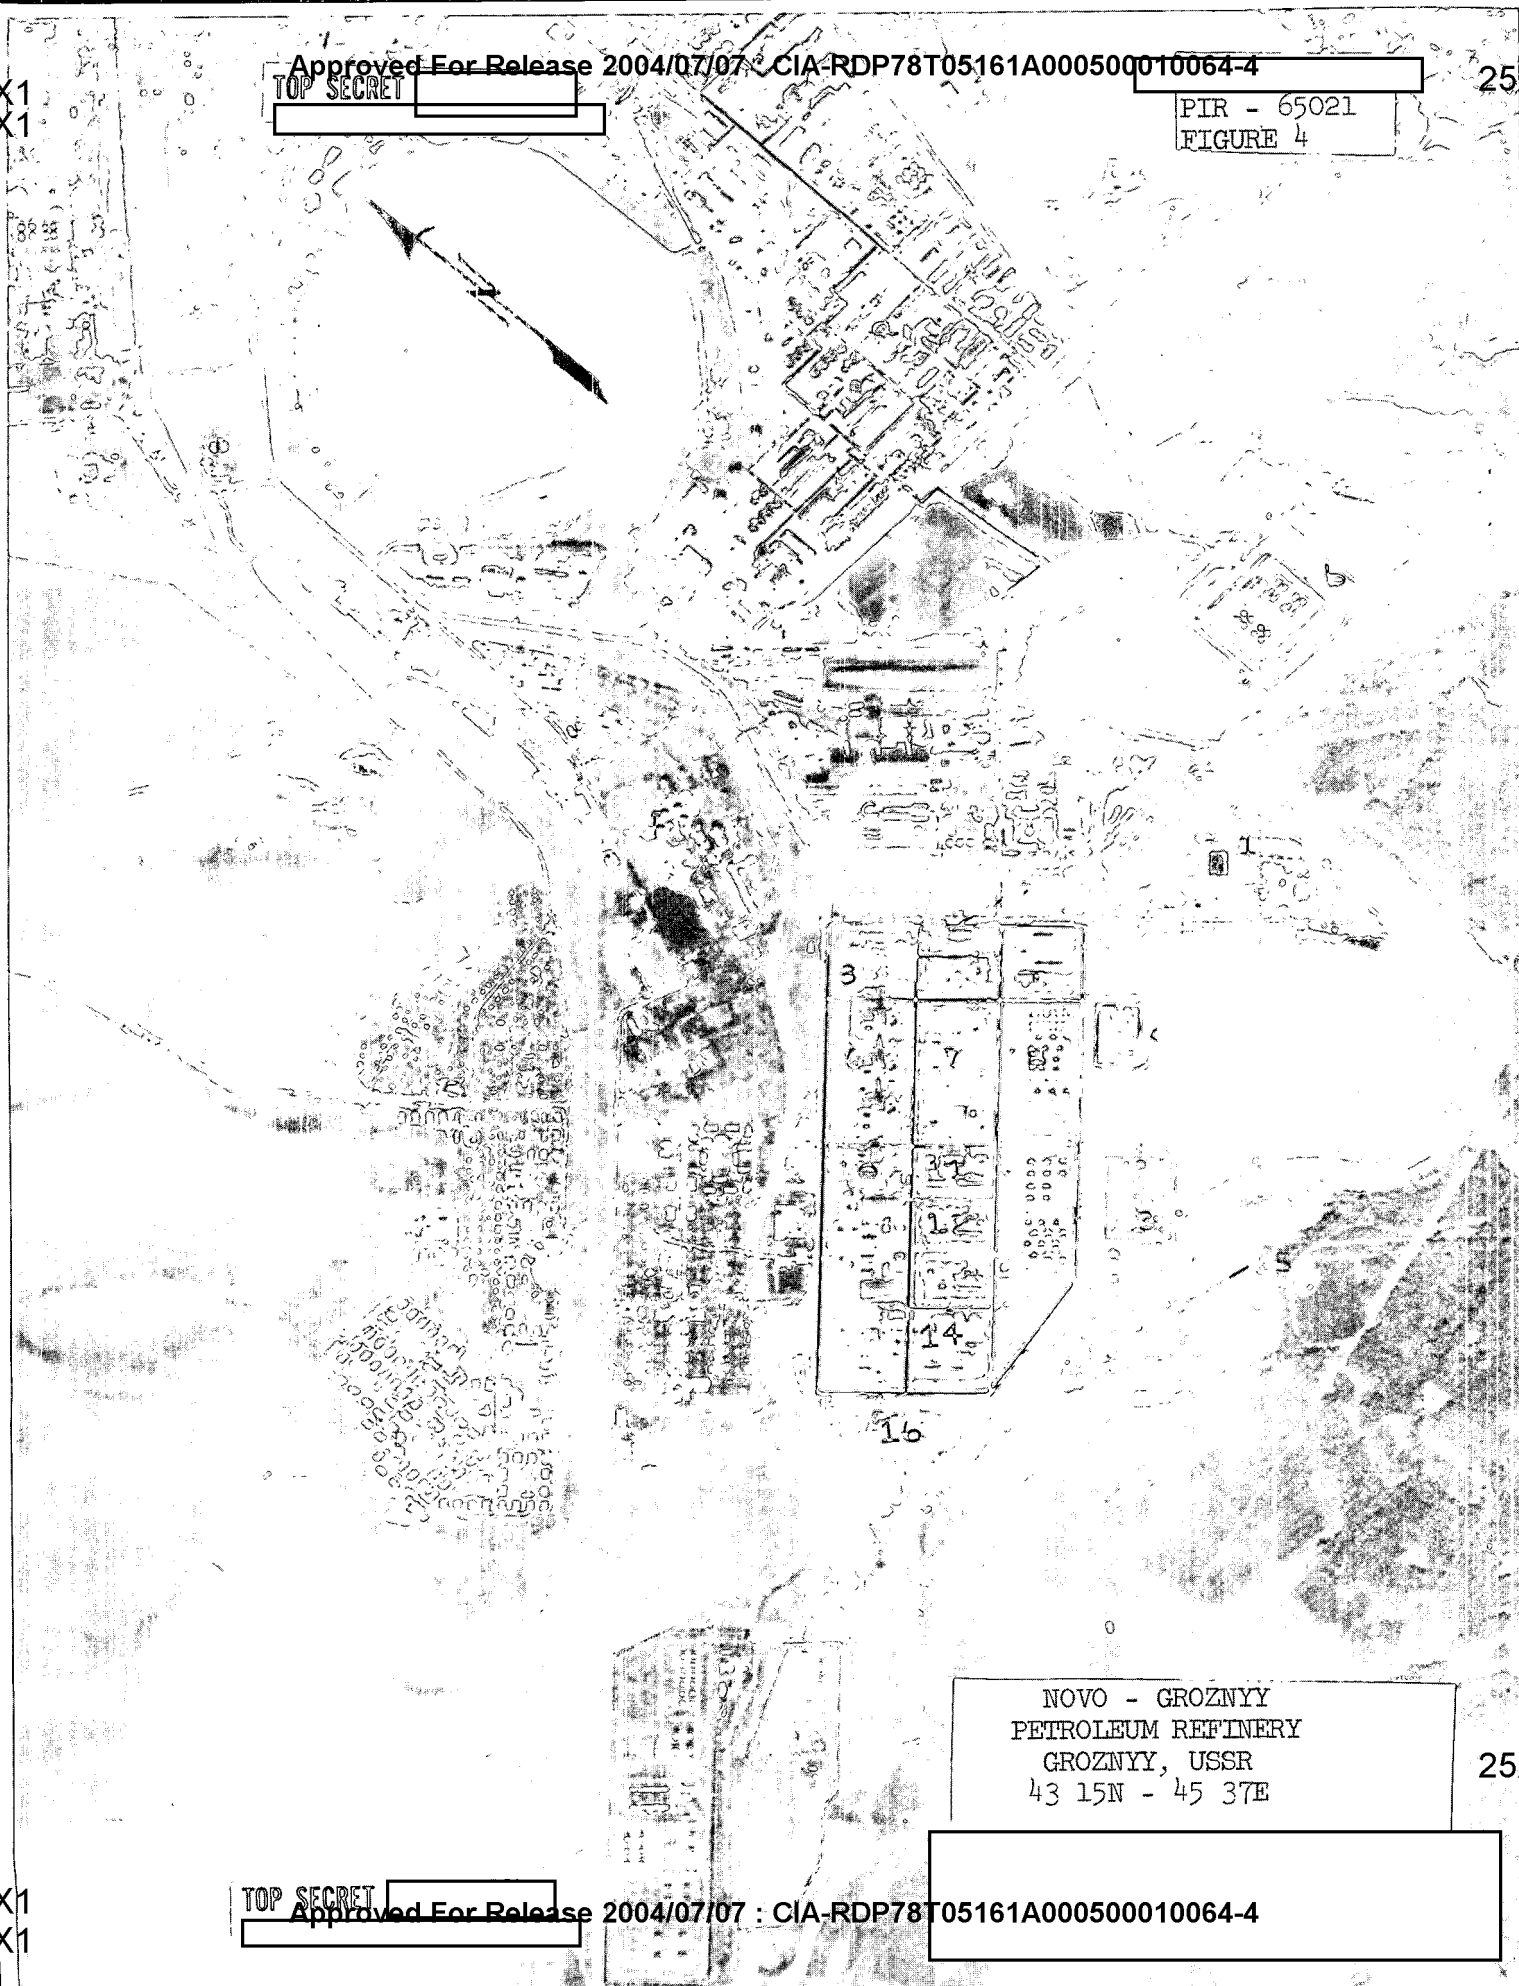 Approved For Release 2004/07/07 : CIA-RDP78T05161A000500010064-4
TOP SECRET
25
X1
X1
PIR - 65021
FIGURE 4
N
6
1
3
7
11
12
5
14
16
NOVO - GROZNYY
PETROLEUM REFINERY
GROZNYY, USSR
43 15N - 45 37E
25
X1
TOP SECRET
Approved For Release 2004/07/07 : CIA-RDP78T05161A000500010064-4
X1